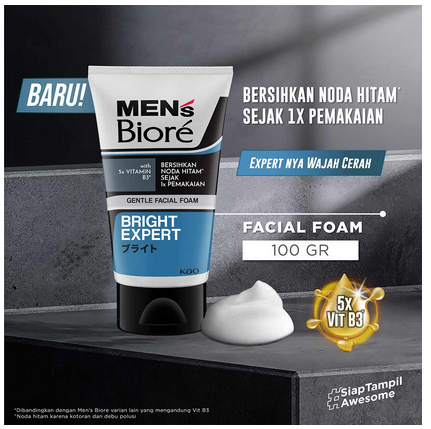 BARU!
BERSIHKAN NODA HITAM*
SEJAK 1X PEMAKAIAN
EXPERT NYA WAJAH CERAH
FACIAL FOAM
100 GR
5X
VIT B3
MEN's
Bioré
with
5x VITAMIN
B3*
BERSIHKAN
NODA HITAM*
SEJAK
1x PEMAKAIAN
GENTLE FACIAL FOAM
BRIGHT
EXPERT
ブライト
Kao
#SiapTampil
Awesome
*Dibandingkan dengan Men's Biore varian lain yang mengandung Vit B3
*Noda hitam karena kotoran dan debu polusi